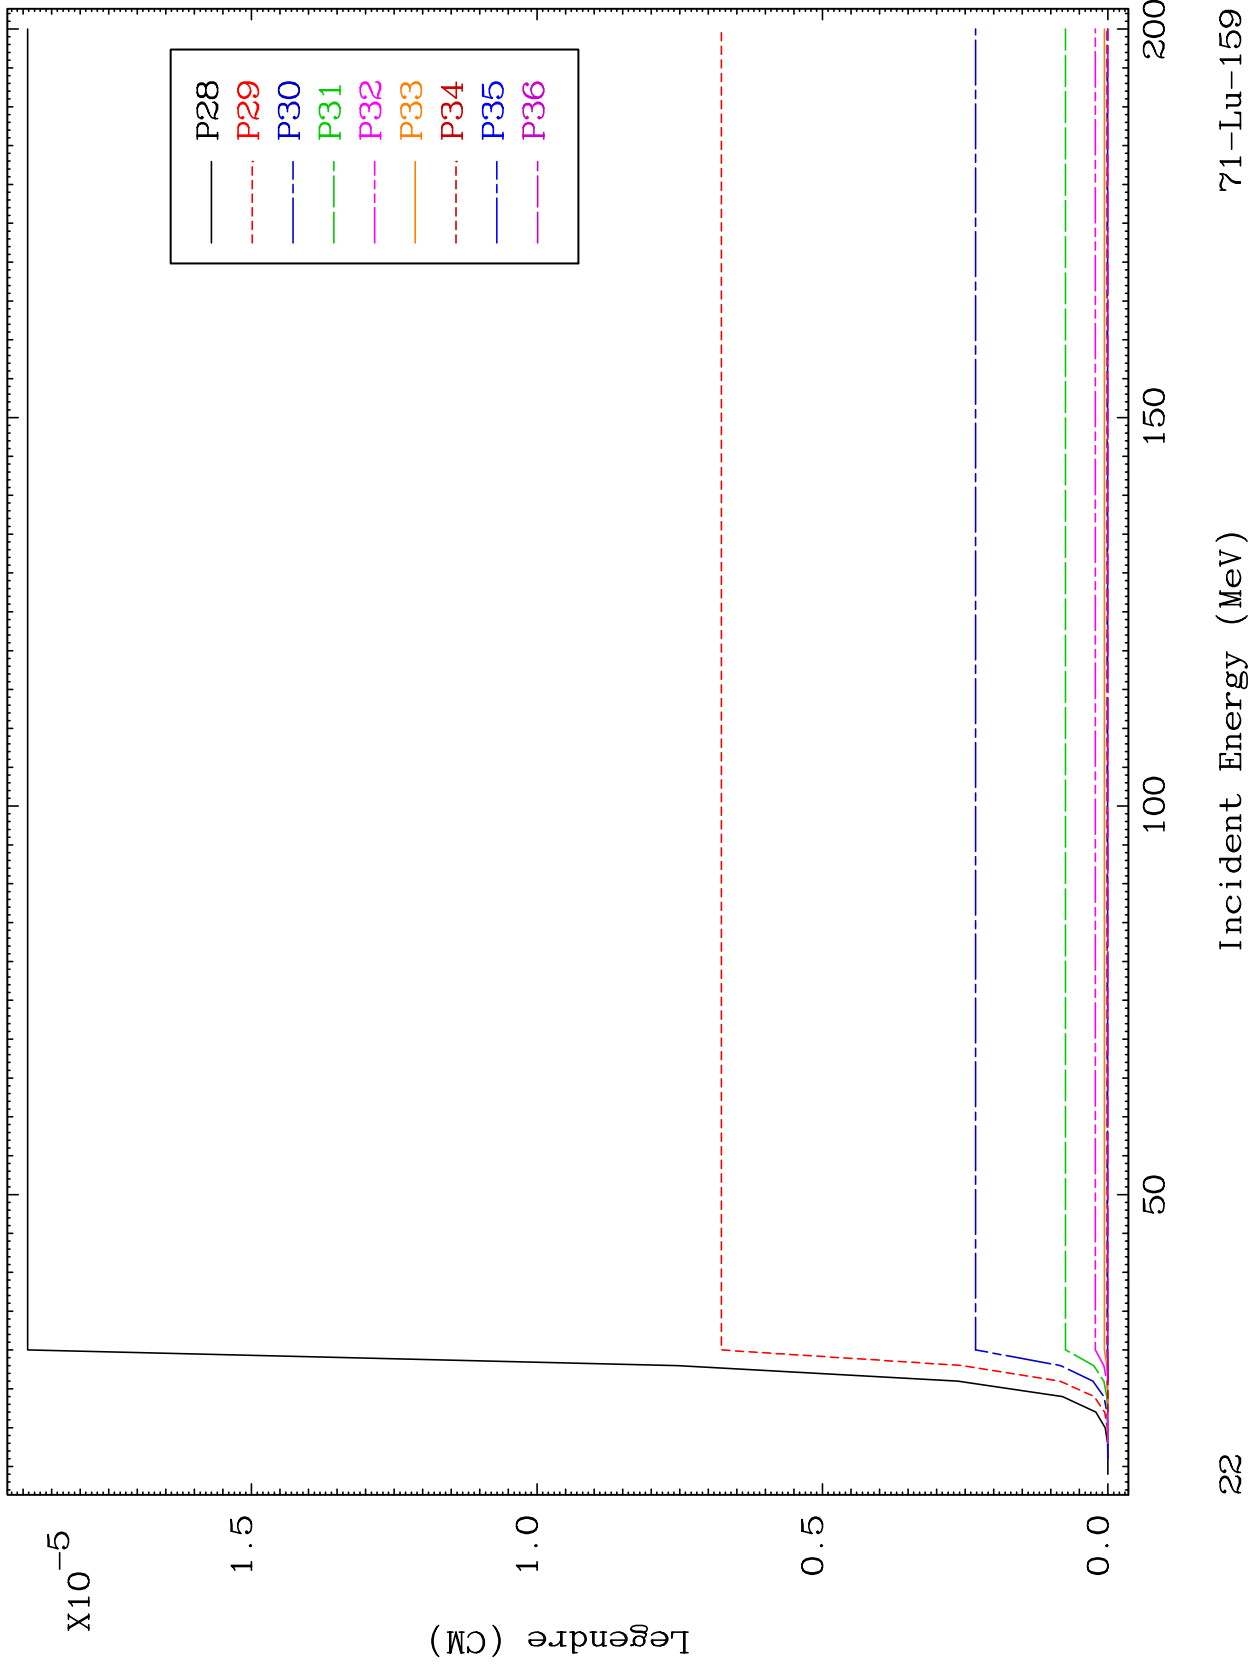 X10-5
1.5
1.0
0.5
0.0
Legendre (CM)
P28
P29
P30
P31
P32
P33
P34
P35
P36
50
100
150
200
22
Incident Energy (MeV)
71-Lu-159